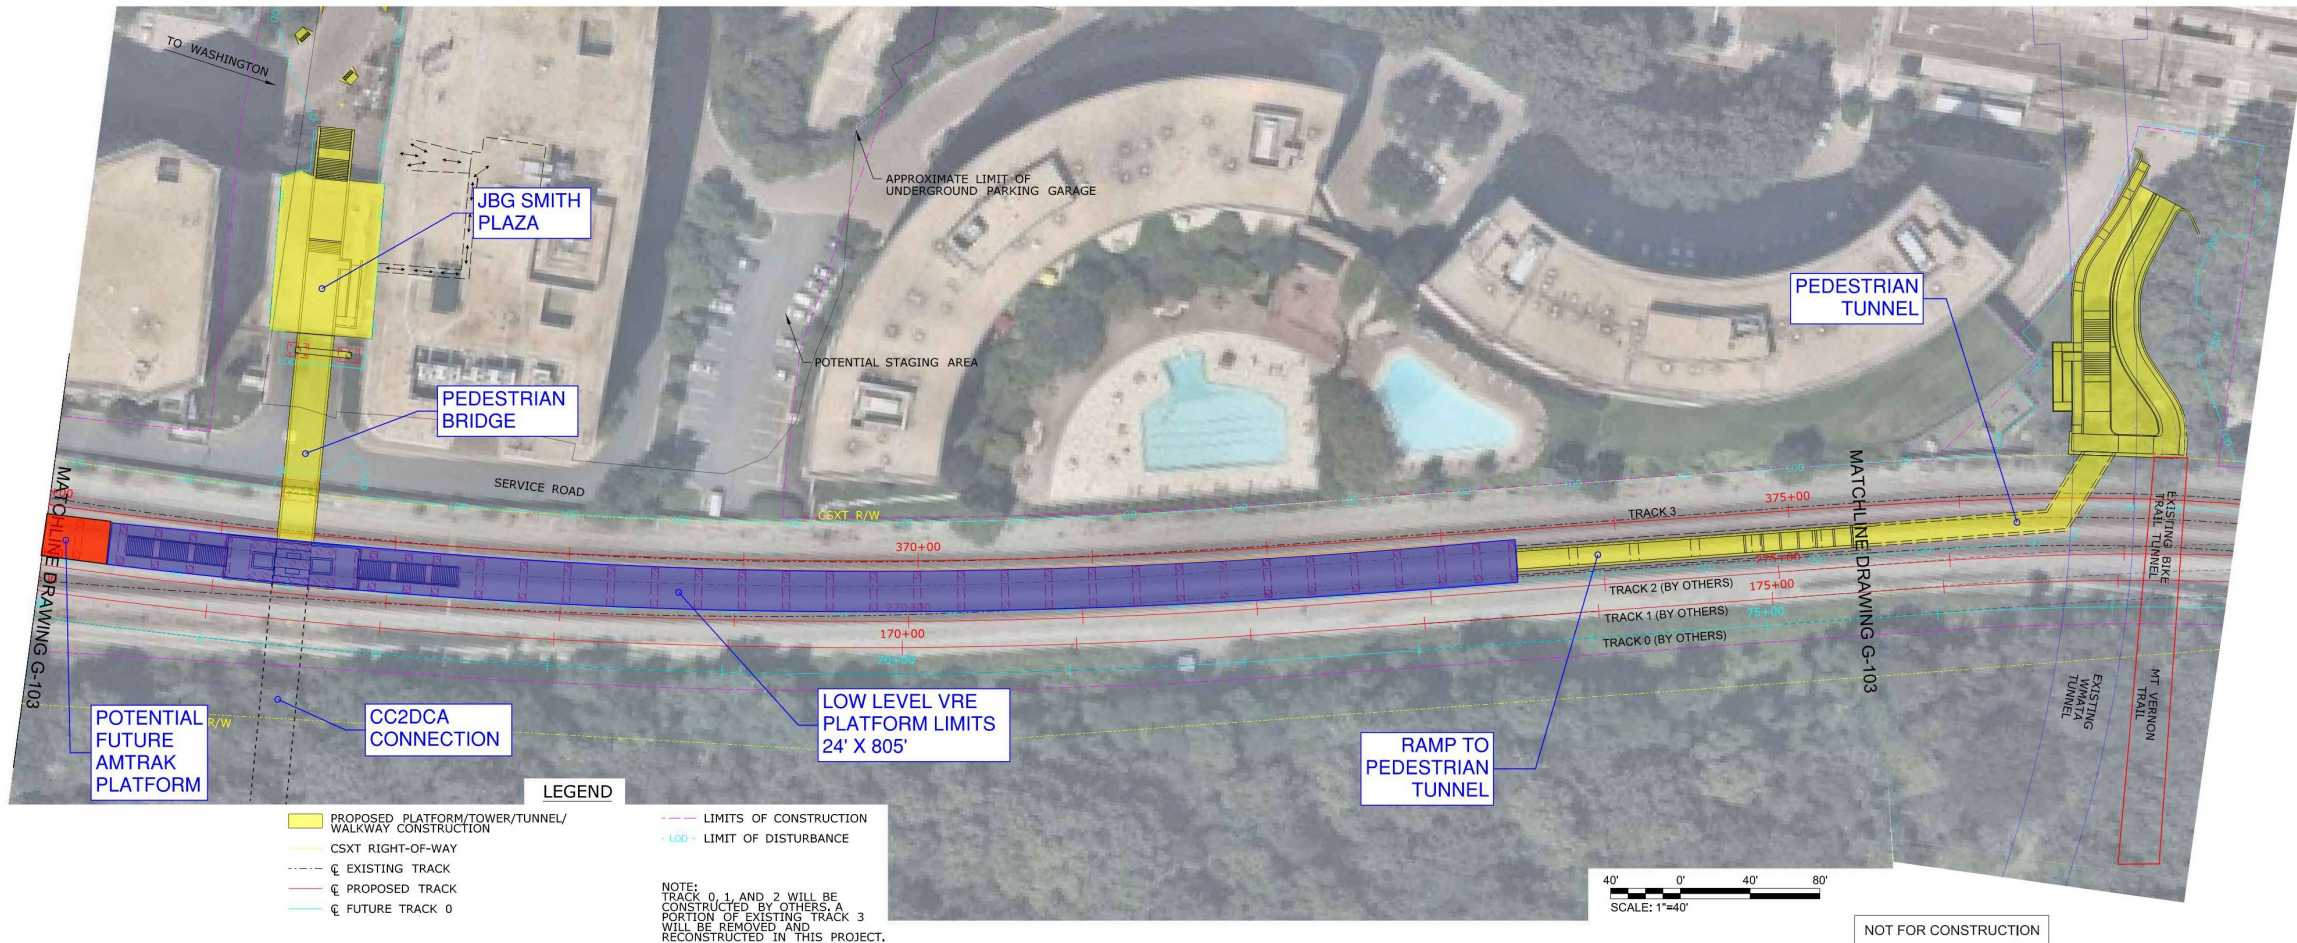 TO WASHINGTON
JBG SMITH
PLAZA
APPROXIMATE LIMIT OF
UNDERGROUND PARKING GARAGE
POTENTIAL STAGING AREA
PEDESTRIAN
BRIDGE
PEDESTRIAN
TUNNEL
SERVICE ROAD
CSXT R/W
TRACK 3
375+00
370+00
275+00
TRACK 2 (BY OTHERS)
175+00
TRACK 1 (BY OTHERS)
75+00
TRACK 0 (BY OTHERS)
270+00
170+00
70+00
MATCHLINE DRAWING G-103
MATCHLINE DRAWING G-103
EXISTING BIKE
TRAIL TUNNEL
EXISTING
WMATA
TUNNEL
MT VERNON
TRAIL
POTENTIAL
FUTURE
AMTRAK
PLATFORM
R/W
CC2DCA
CONNECTION
LOW LEVEL VRE
PLATFORM LIMITS
24' X 805'
RAMP TO
PEDESTRIAN
TUNNEL
LEGEND
PROPOSED PLATFORM/TOWER/TUNNEL/
WALKWAY CONSTRUCTION
CSXT RIGHT-OF-WAY
℄ EXISTING TRACK
℄ PROPOSED TRACK
℄ FUTURE TRACK 0
LIMITS OF CONSTRUCTION
LOD LIMIT OF DISTURBANCE
NOTE:
TRACK 0, 1, AND 2 WILL BE
CONSTRUCTED BY OTHERS. A
PORTION OF EXISTING TRACK 3
WILL BE REMOVED AND
RECONSTRUCTED IN THIS PROJECT.
40' 0' 40' 80'
SCALE: 1"=40'
NOT FOR CONSTRUCTION